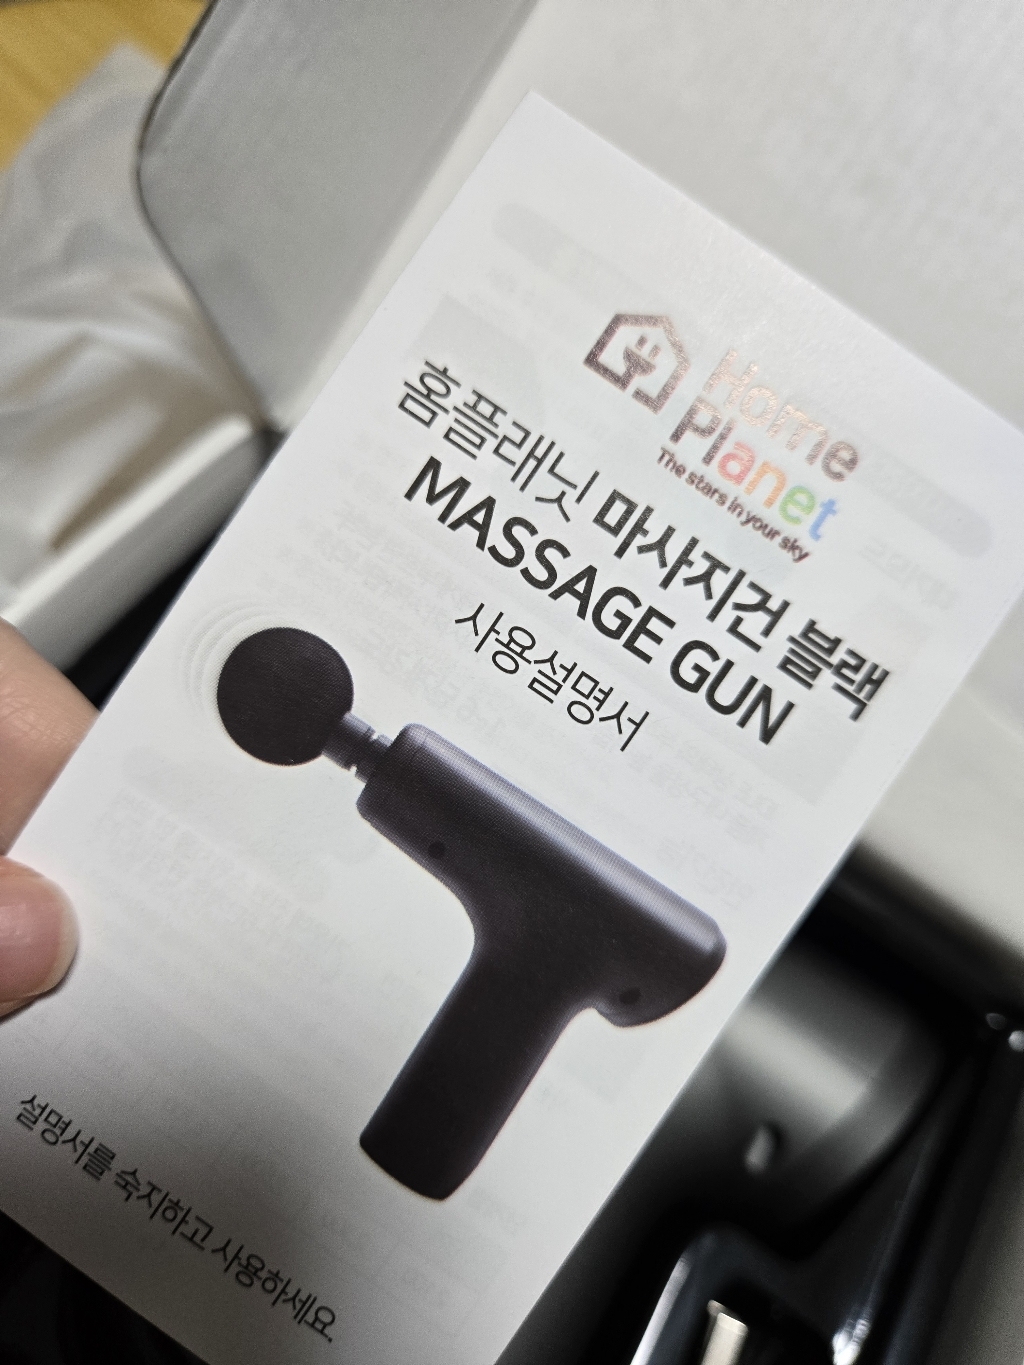 Home
Planet
The stars in your sky
홈플래닛 마사지건 블랙
MASSAGE GUN
사용설명서
설명서를 숙지하고 사용하세요.